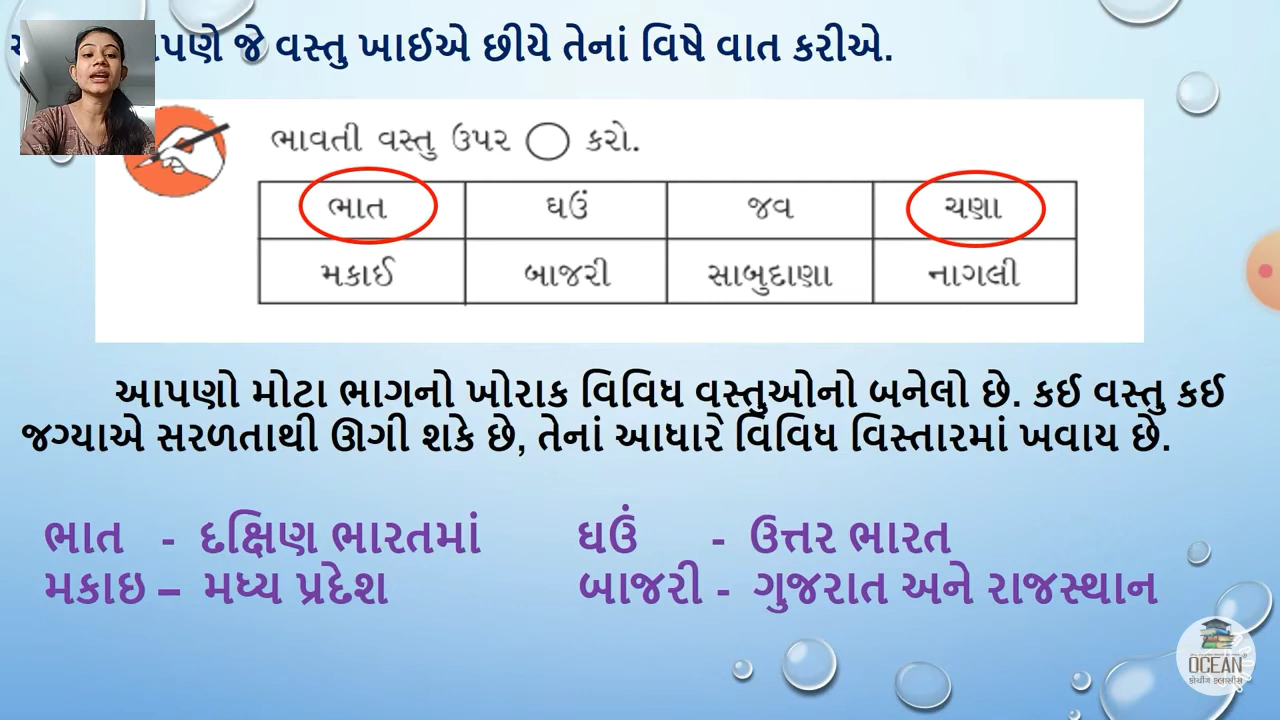 જે વસ્તુ ખાઈએ છીયે તેનાં વિષે વાત કરીએ.
ભાવતી વસ્તુ ઉપર ◯ કરો.
ભાત ઘઉં જવ ચણા
મકાઈ બાજરી સાબુદાણા નાગલી
આપણો મોટા ભાગનો ખોરાક વિવિધ વસ્તુઓનો બનેલો છે. કઈ વસ્તુ કઈ
જગ્યાએ સરળતાથી ઊગી શકે છે, તેનાં આધારે વિવિધ વિસ્તારમાં ખવાય છે.
ભાત - દક્ષિણ ભારતમાં ઘઉં - ઉત્તર ભારત
મકાઇ – મધ્ય પ્રદેશ બાજરી - ગુજરાત અને રાજસ્થાન
OCEAN
કોચીંગ ક્લાસીસ